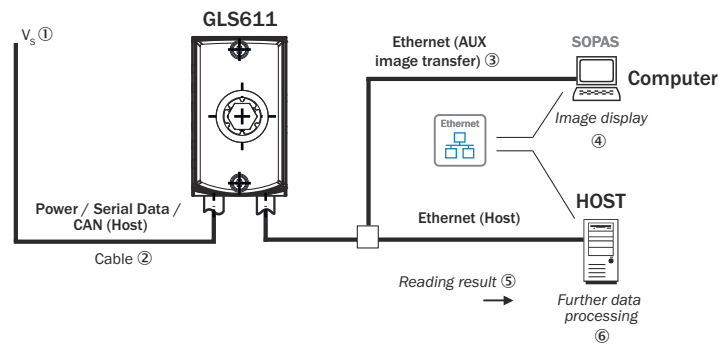 GLS611
Vs ①
Ethernet (AUX
image transfer) ③
SOPAS
Computer
Ethernet
Image display
④
HOST
Power / Serial Data /
CAN (Host)
Ethernet (Host)
Cable ②
Reading result ⑤
Further data
processing
⑥